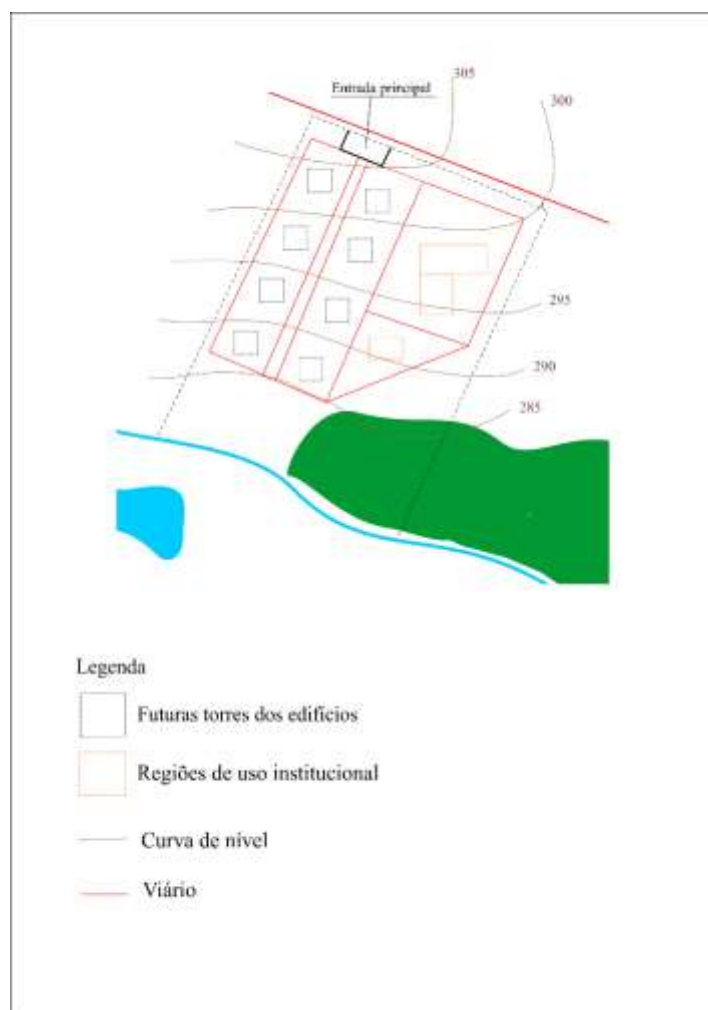 305
Entrada principal
300
295
290
285
Legenda
Futuras torres dos edifícios
Regiões de uso institucional
Curva de nível
Viário